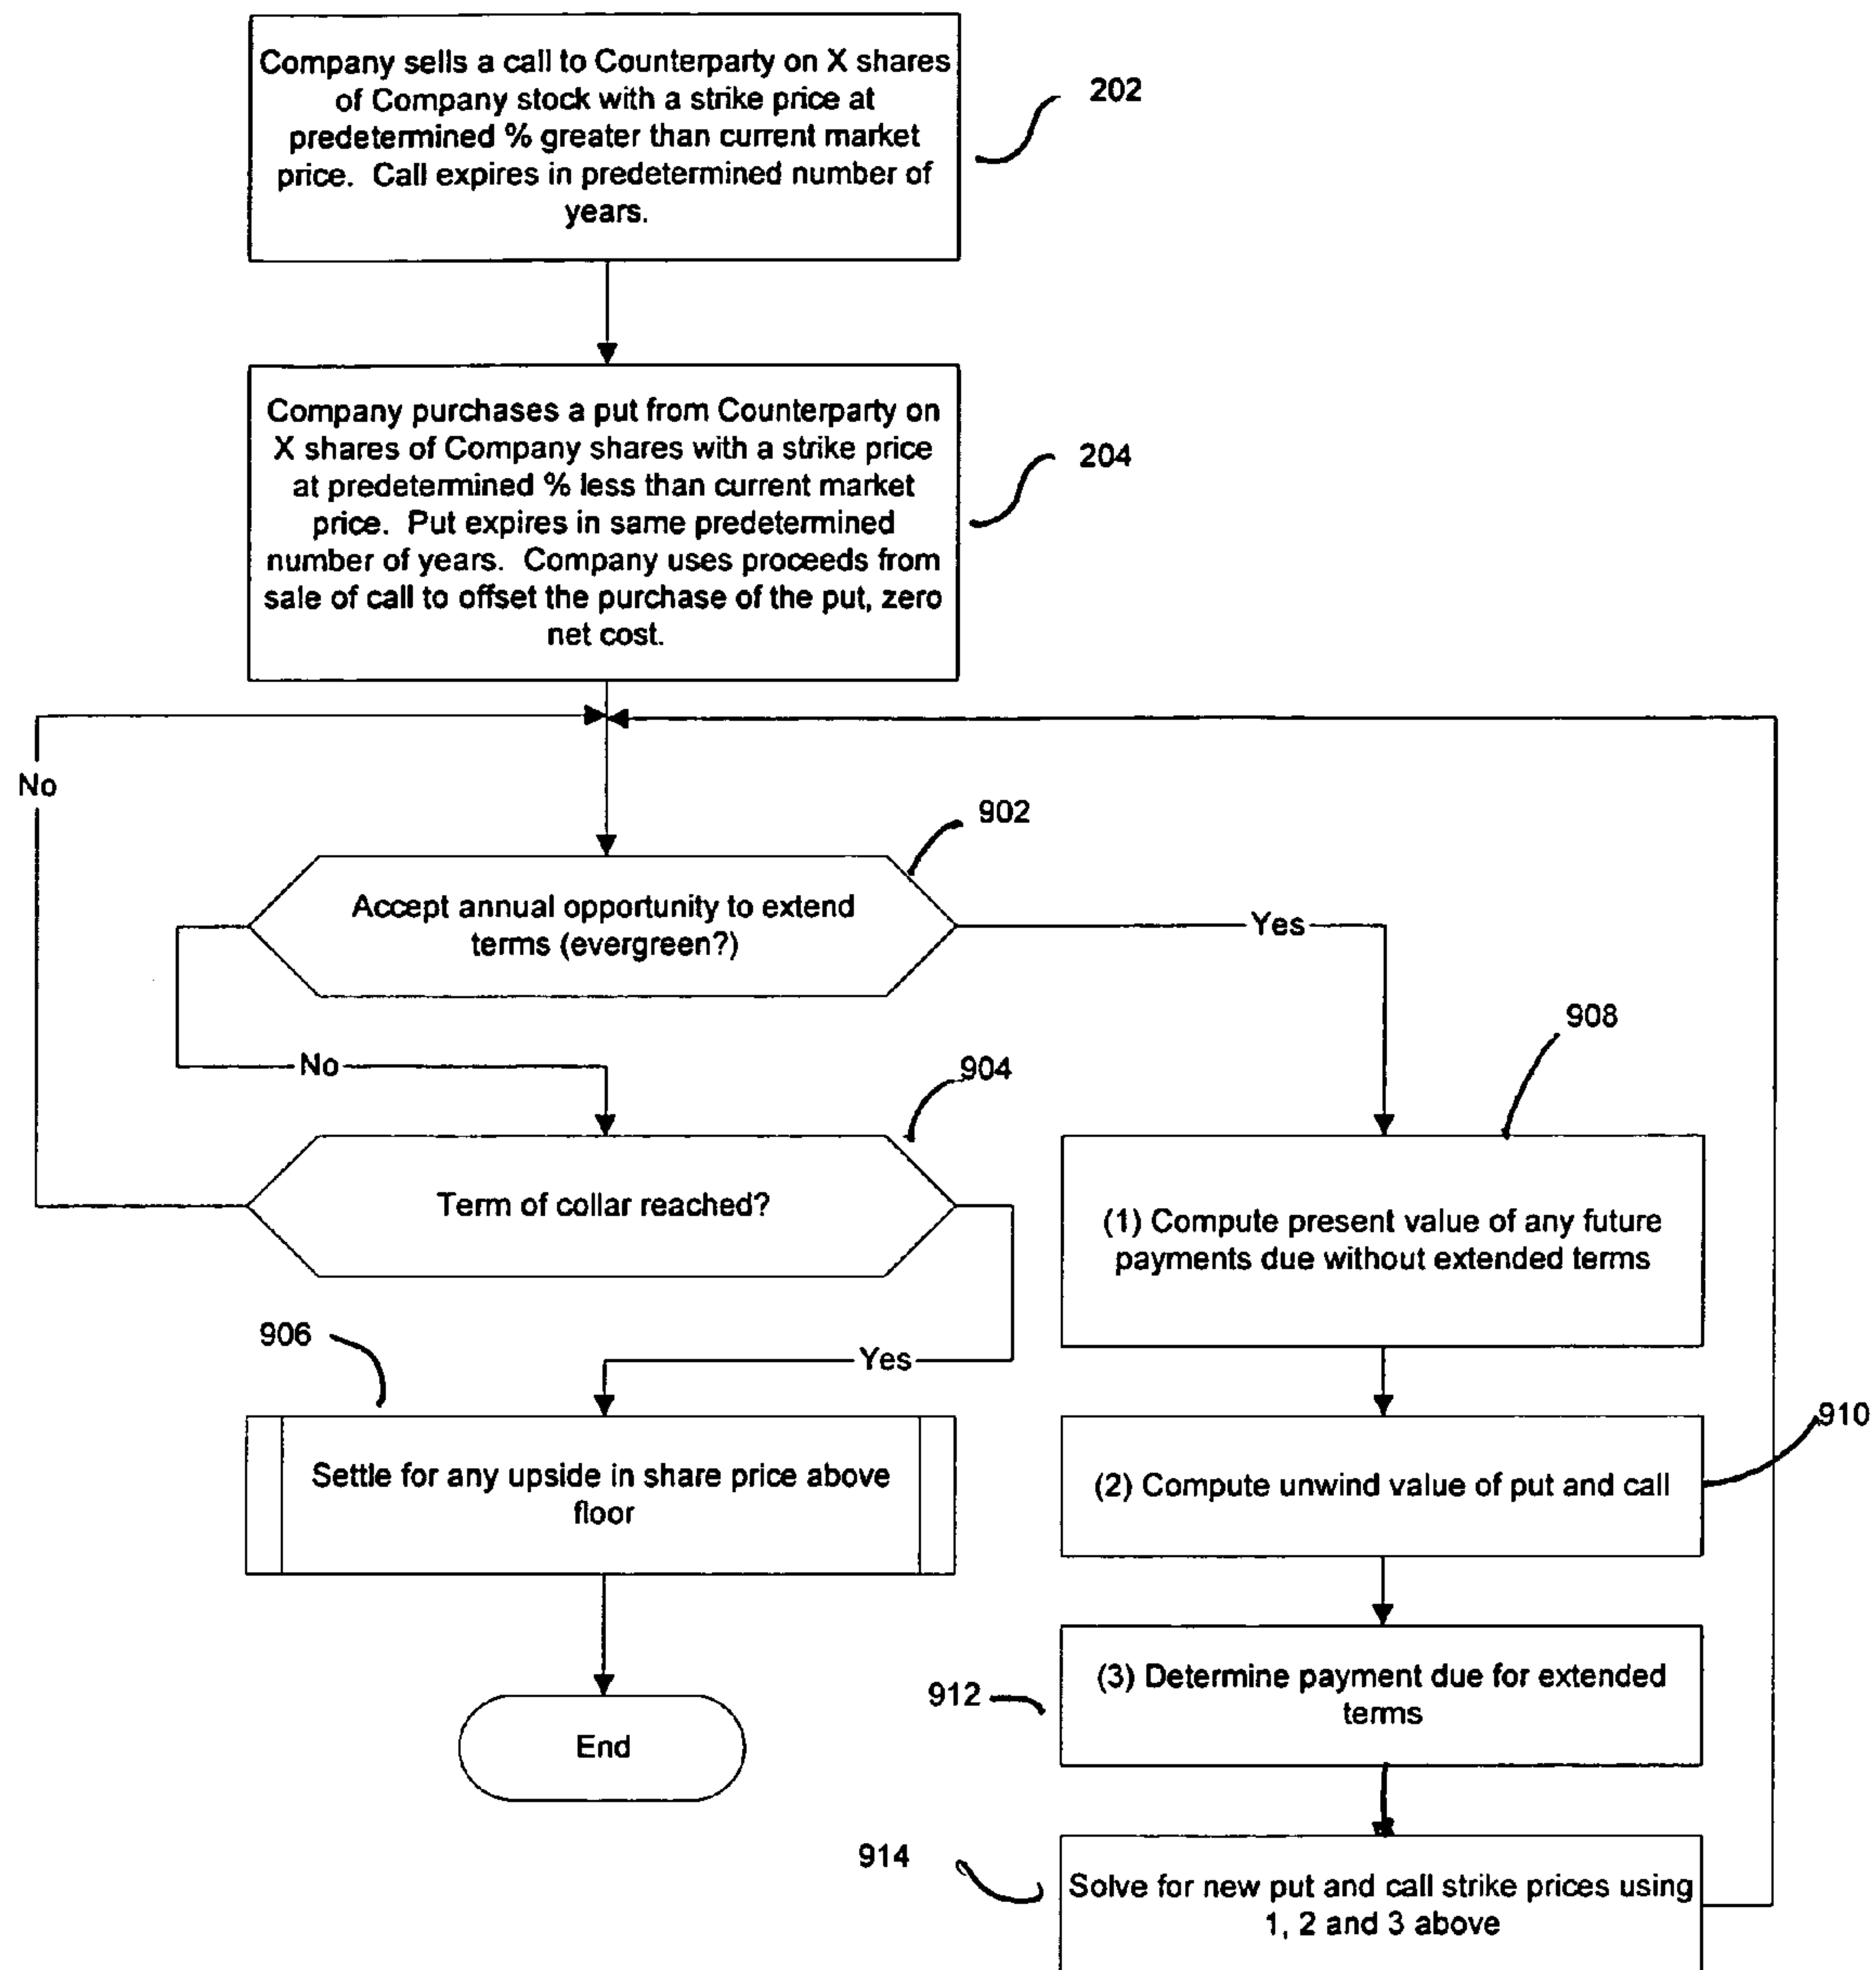 Company sells a call to Counterparty on X shares
of Company stock with a strike price at
predetermined % greater than current market
price. Call expires in predetermined number of
years.
202
Company purchases a put from Counterparty on
X shares of Company shares with a strike price
at predetermined % less than current market
price. Put expires in same predetermined
number of years. Company uses proceeds from
sale of call to offset the purchase of the put, zero
net cost.
204
No
902
Accept annual opportunity to extend
terms (evergreen?)
Yes
908
No
904
Term of collar reached?
(1) Compute present value of any future
payments due without extended terms
906
Yes
910
Settle for any upside in share price above
floor
(2) Compute unwind value of put and call
912
(3) Determine payment due for extended
terms
End
914
Solve for new put and call strike prices using
1, 2 and 3 above